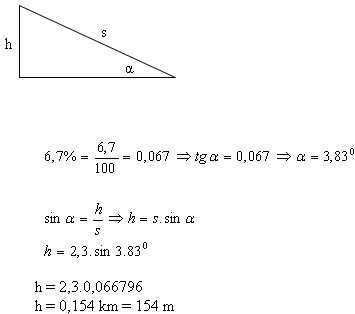 h
s
α
6,7% = 6,7/100 = 0,067 ⇒ tg α = 0,067 ⇒ α = 3,83⁰
sin α = h/s ⇒ h = s.sin α
h = 2,3.sin 3.83⁰
h = 2,3.0,066796
h = 0,154 km = 154 m